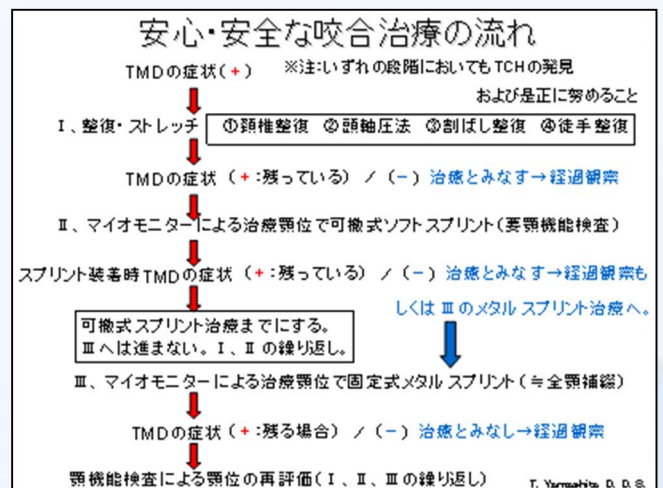 安心・安全な咬合治療の流れ
TMDの症状(+) ※注:いずれの段階においてもTCHの発見
および是正に努めること
Ⅰ、整復・ストレッチ ①頚椎整復 ②頭軸圧法 ③割ばし整復 ④徒手整復
TMDの症状 (+:残っている) / (-) 治癒とみなす→経過観察
Ⅱ、マイオモニターによる治療顎位で可撤式ソフトスプリント(要顎機能検査)
スプリント装着時TMDの症状 (+:残っている) / (-) 治癒とみなす→経過観察も
しくは Ⅲ のメタル スプリント治療へ。
可撤式スプリント治療までにする。
Ⅲへは進まない。Ⅰ、Ⅱ の繰り返し。
Ⅲ、マイオモニターによる治療顎位で固定式メタル スプリント(≒全顎補綴)
TMDの症状 (+:残る場合) / (-) 治癒とみなし→経過観察
顎機能検査による顎位の再評価(Ⅰ、Ⅱ、Ⅲの繰り返し)